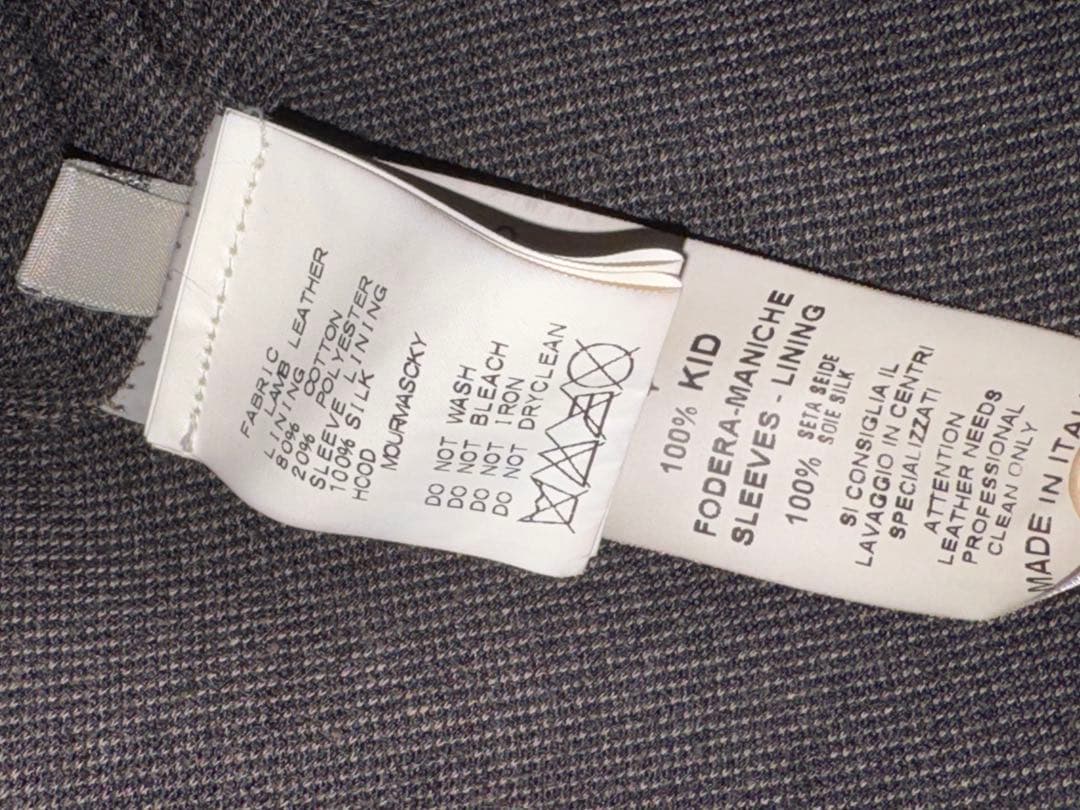 FABRIC
LAMB LEATHER
LINING
80% COTTON
20% POLYESTER
SLEEVE LINING
100% SILK
HOOD
MOURMASCKY
DO NOT WASH
DO NOT BLEACH
DO NOT IRON
DO NOT DRYCLEAN
100% KID
FODERA-MANICHE
SLEEVES - LINING
100% SETA SEIDE
SOIE SILK
SI CONSIGLIA IL
LAVAGGIO IN CENTRI
SPECIALIZZATI
ATTENTION
LEATHER NEEDS
PROFESSIONAL
CLEAN ONLY
MADE IN ITAL